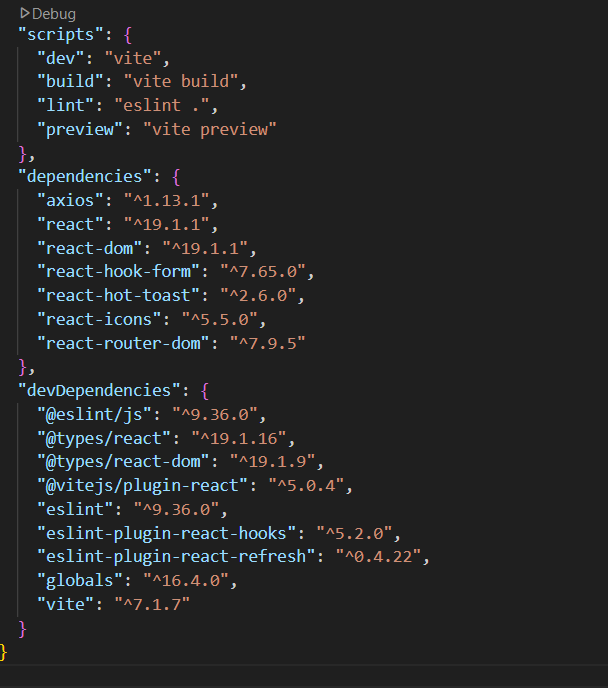 Debug
"scripts": {
"dev": "vite",
"build": "vite build",
"lint": "eslint .",
"preview": "vite preview"
},
"dependencies": {
"axios": "^1.13.1",
"react": "^19.1.1",
"react-dom": "^19.1.1",
"react-hook-form": "^7.65.0",
"react-hot-toast": "^2.6.0",
"react-icons": "^5.5.0",
"react-router-dom": "^7.9.5"
},
"devDependencies": {
"@eslint/js": "^9.36.0",
"@types/react": "^19.1.16",
"@types/react-dom": "^19.1.9",
"@vitejs/plugin-react": "^5.0.4",
"eslint": "^9.36.0",
"eslint-plugin-react-hooks": "^5.2.0",
"eslint-plugin-react-refresh": "^0.4.22",
"globals": "^16.4.0",
"vite": "^7.1.7"
}
}